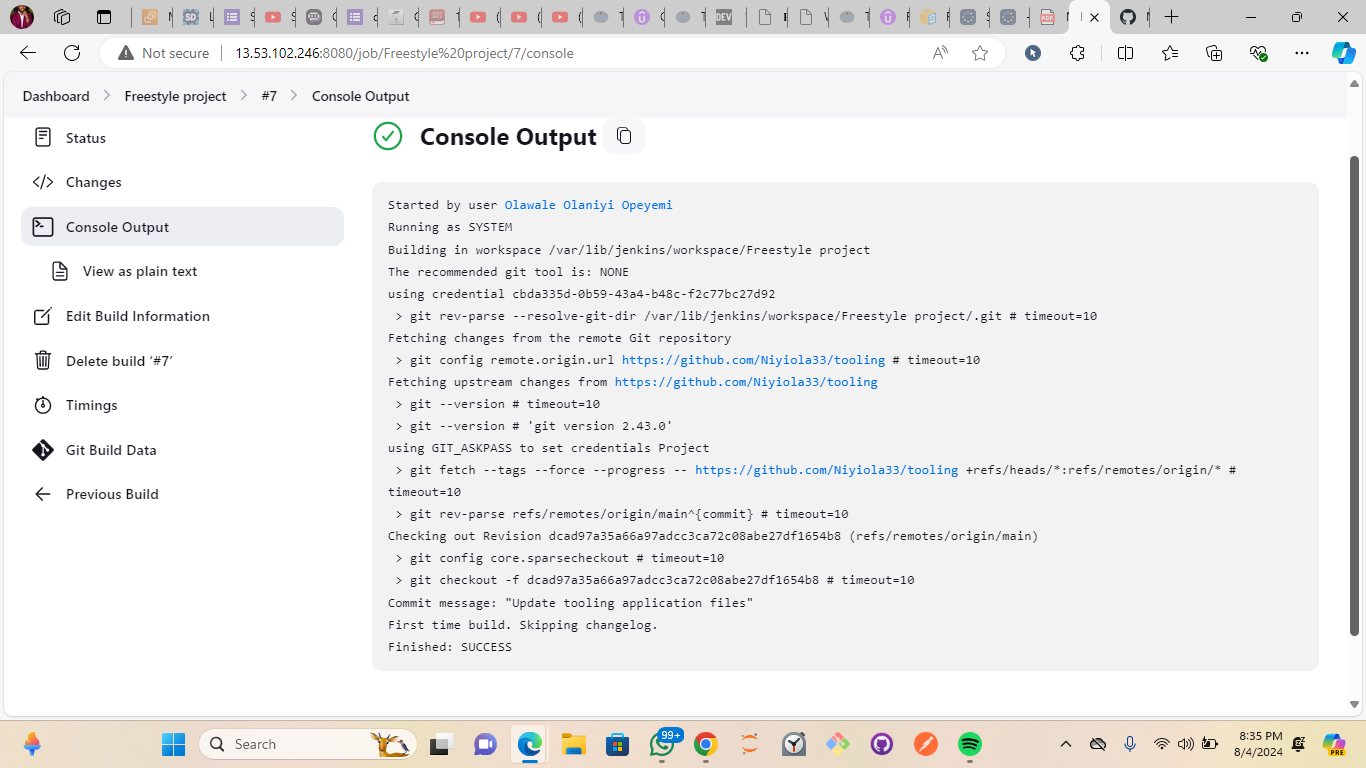 Not secure
13.53.102.246:8080/job/Freestyle%20project/7/console
Dashboard
Freestyle project
#7
Console Output
Status
Changes
Console Output
View as plain text
Edit Build Information
Delete build ‘#7’
Timings
Git Build Data
Previous Build
Console Output
Started by user Olawale Olaniyi Opeyemi
Running as SYSTEM
Building in workspace /var/lib/jenkins/workspace/Freestyle project
The recommended git tool is: NONE
using credential cbda335d-0b59-43a4-b48c-f2c77bc27d92
> git rev-parse --resolve-git-dir /var/lib/jenkins/workspace/Freestyle project/.git # timeout=10
Fetching changes from the remote Git repository
> git config remote.origin.url https://github.com/Niyiola33/tooling # timeout=10
Fetching upstream changes from https://github.com/Niyiola33/tooling
> git --version # timeout=10
> git --version # 'git version 2.43.0'
using GIT_ASKPASS to set credentials Project
> git fetch --tags --force --progress -- https://github.com/Niyiola33/tooling +refs/heads/*:refs/remotes/origin/* #
timeout=10
> git rev-parse refs/remotes/origin/main^{commit} # timeout=10
Checking out Revision dcad97a35a66a97adcc3ca72c08abe27df1654b8 (refs/remotes/origin/main)
> git config core.sparsecheckout # timeout=10
> git checkout -f dcad97a35a66a97adcc3ca72c08abe27df1654b8 # timeout=10
Commit message: "Update tooling application files"
First time build. Skipping changelog.
Finished: SUCCESS
Search
99+
8:35 PM
8/4/2024
PRE